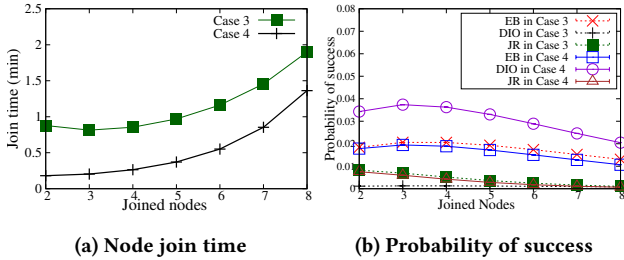 Join time (min)
2.5
2
1.5
1
0.5
0
2 3 4 5 6 7 8
Joined nodes
Case 3
Case 4
(a) Node join time
Probability of success
0.08
0.07
0.06
0.05
0.04
0.03
0.02
0.01
0
2 3 4 5 6 7 8
Joined Nodes
EB in Case 3
DIO in Case 3
JR in Case 3
EB in Case 4
DIO in Case 4
JR in Case 4
(b) Probability of success